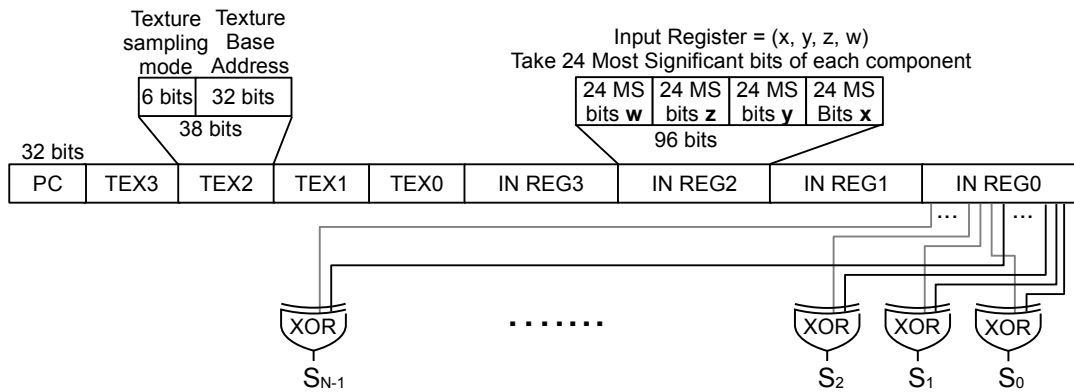 Texture sampling mode
Texture Base Address
Input Register = (x, y, z, w)
Take 24 Most Significant bits of each component
6 bits
32 bits
24 MS bits w
24 MS bits z
24 MS bits y
24 MS Bits x
38 bits
96 bits
32 bits
PC
TEX3
TEX2
TEX1
TEX0
IN REG3
IN REG2
IN REG1
IN REG0
...
...
XOR
.......
XOR
XOR
XOR
SN-1
S2
S1
S0